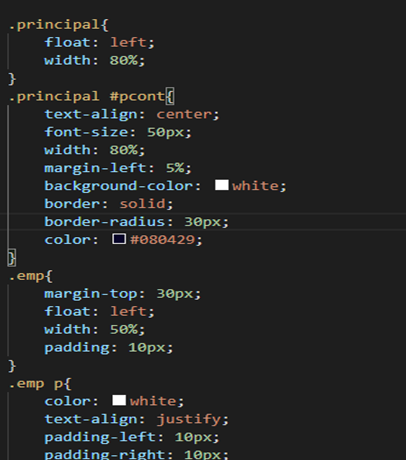 .principal{
float: left;
width: 80%;
}
.principal #pcont{
text-align: center;
font-size: 50px;
width: 80%;
margin-left: 5%;
background-color: white;
border: solid;
border-radius: 30px;
color: #080429;
}
.emp{
margin-top: 30px;
float: left;
width: 50%;
padding: 10px;
}
.emp p{
color: white;
text-align: justify;
padding-left: 10px;
padding-right: 10px;